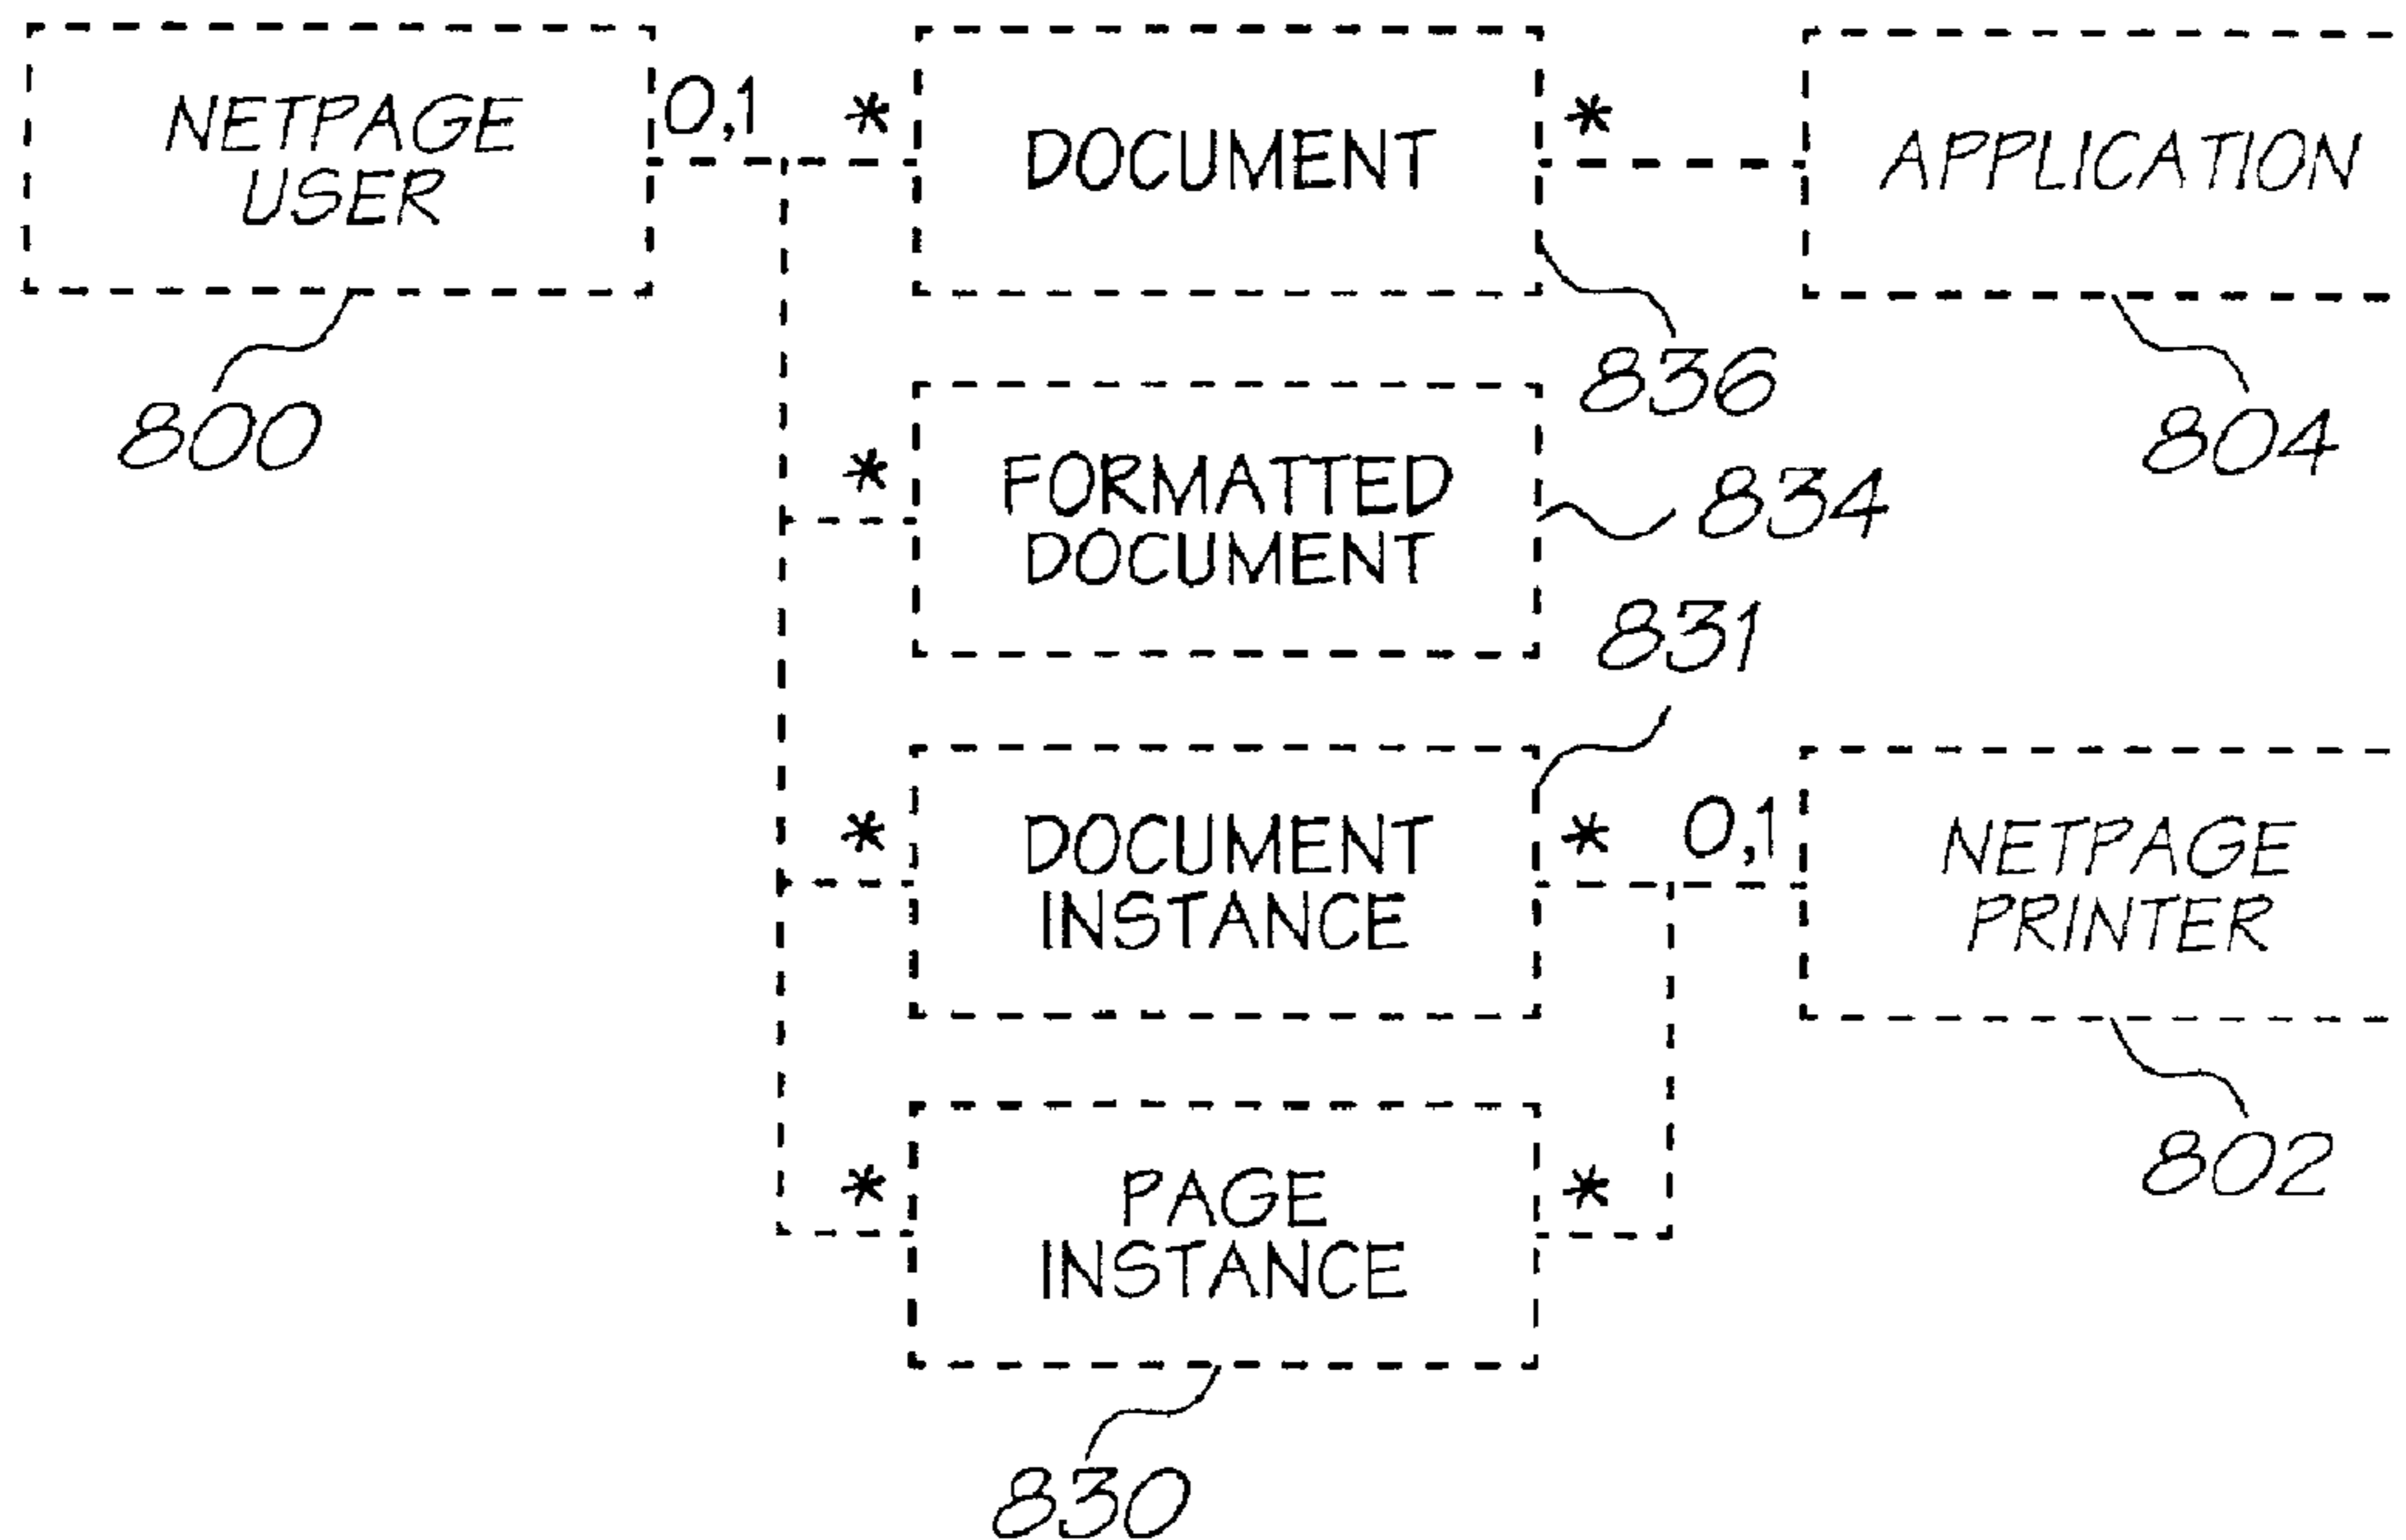 NETPAGE
USER
0,1
*
DOCUMENT
*
APPLICATION
800
836
804
*
FORMATTED
DOCUMENT
834
831
*
DOCUMENT
INSTANCE
*
0,1
NETPAGE
PRINTER
802
*
PAGE
INSTANCE
*
830